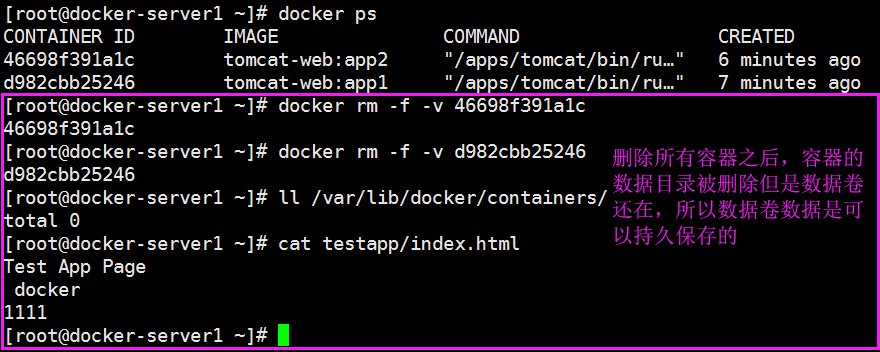 [root@docker-server1 ~]# docker ps
CONTAINER ID        IMAGE               COMMAND                  CREATED
46698f391a1c        tomcat-web:app2     "/apps/tomcat/bin/ru…"   6 minutes ago
d982cbb25246        tomcat-web:app1     "/apps/tomcat/bin/ru…"   7 minutes ago
[root@docker-server1 ~]# docker rm -f -v 46698f391a1c
46698f391a1c
[root@docker-server1 ~]# docker rm -f -v d982cbb25246
d982cbb25246
[root@docker-server1 ~]# ll /var/lib/docker/containers/
total 0
[root@docker-server1 ~]# cat testapp/index.html
Test App Page
 docker
1111
[root@docker-server1 ~]#
删除所有容器之后，容器的
数据目录被删除但是数据卷
还在，所以数据卷数据是可
以持久保存的